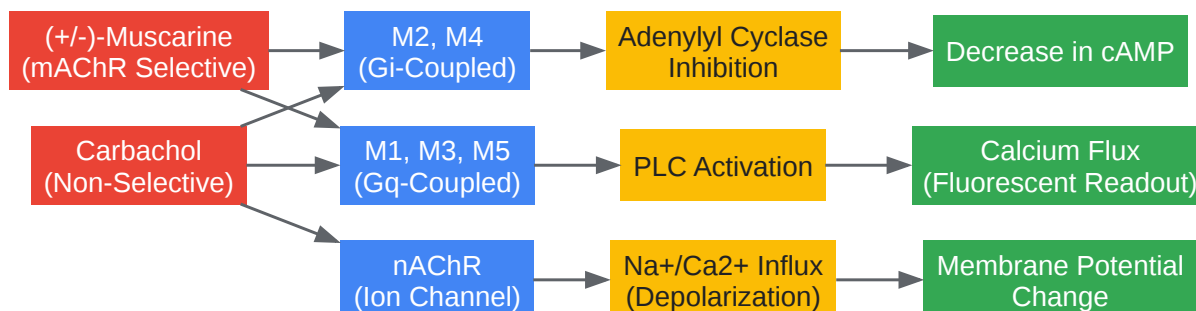 (+/-)-Muscarine
(mAChR Selective)
M2, M4
(Gi-Coupled)
Adenylyl Cyclase
Inhibition
Decrease in cAMP
Carbachol
(Non-Selective)
M1, M3, M5
(Gq-Coupled)
PLC Activation
Calcium Flux
(Fluorescent Readout)
nAChR
(Ion Channel)
Na+/Ca2+ Influx
(Depolarization)
Membrane Potential
Change